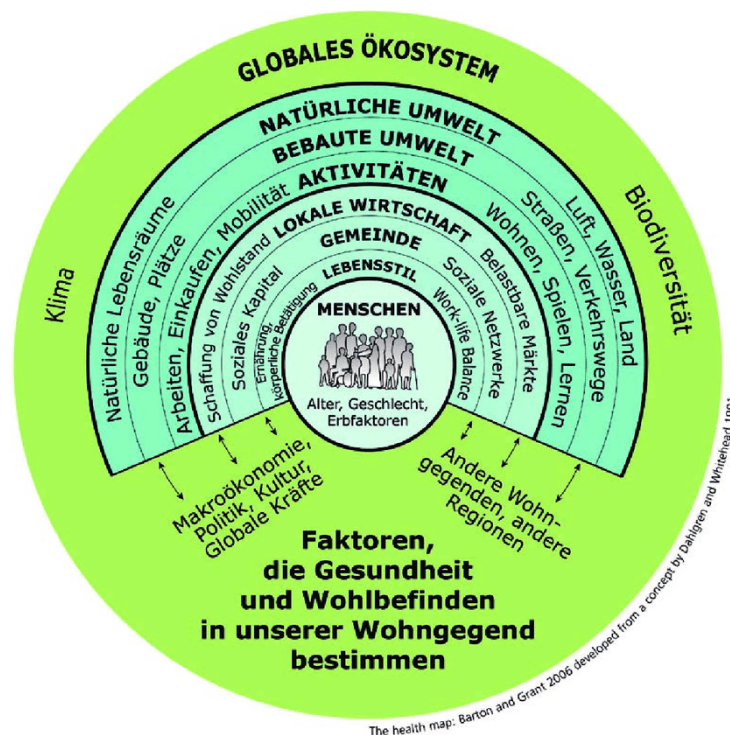 GLOBALES ÖKOSYSTEM
Klima
Biodiversität
NATÜRLICHE UMWELT
Natürliche Lebensräume
Luft, Wasser, Land
BEBAUTE UMWELT
Gebäude, Plätze
Straßen, Verkehrswege
AKTIVITÄTEN
Arbeiten, Einkaufen, Mobilität
Wohnen, Spielen, Lernen
LOKALE WIRTSCHAFT
Schaffung von Wohlstand
Belastbare Märkte
GEMEINDE
Soziales Kapital
Soziale Netzwerke
LEBENSSTIL
Ernährung,
Körperliche Betätigung
Work-life Balance
MENSCHEN
Alter, Geschlecht,
Erbfaktoren
Makroökonomie,
Politik, Kultur,
Globale Kräfte
Andere Wohn-
gegenden, andere
Regionen
Faktoren,
die Gesundheit
und Wohlbefinden
in unserer Wohngegend
bestimmen
The health map: Barton and Grant 2006 developed from a concept by Dahlgren and Whitehead